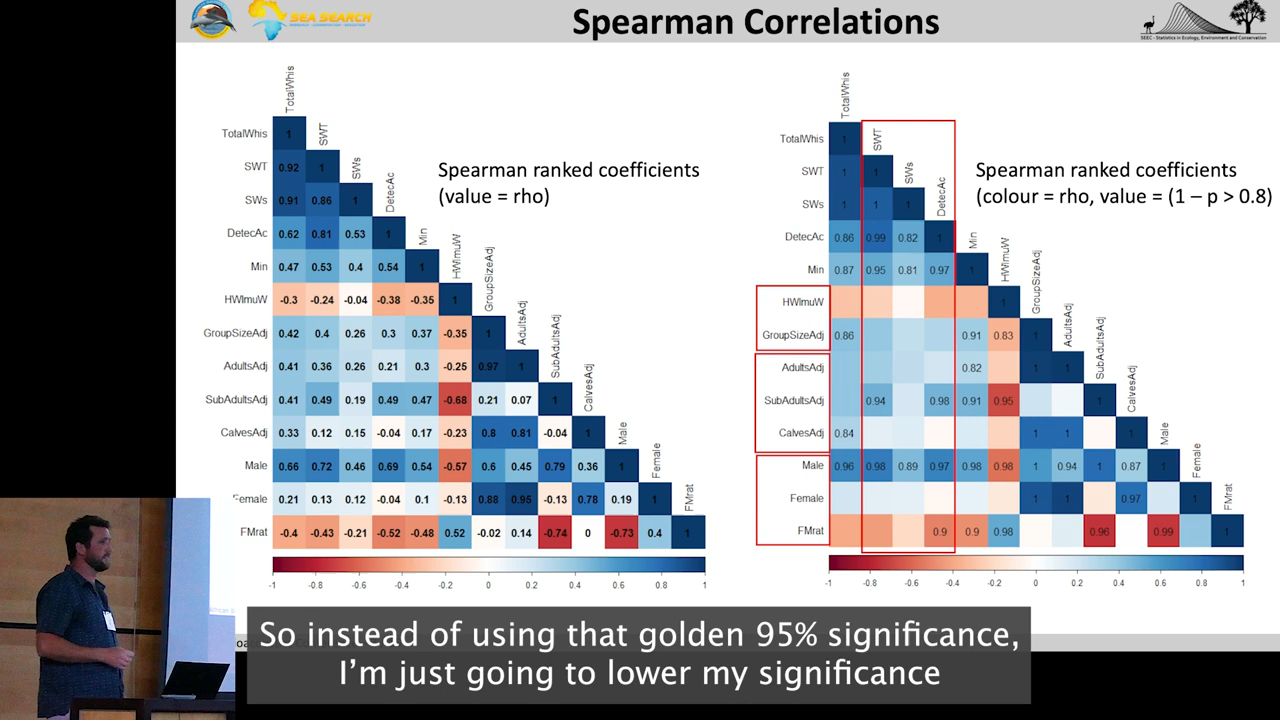 SEA SEARCH
Spearman Correlations
SEEC - Statistics in Ecology, Environment and Conservation
TotalWhis
SWT
SWs
DetecAc
Min
HWImuW
GroupSizeAdj
AdultsAdj
SubAdultsAdj
CalvesAdj
Male
Female
FMrat
Spearman ranked coefficients
(value = rho)
TotalWhis 1
SWT 0.92 1
SWs 0.91 0.86 1
DetecAc 0.62 0.81 0.53 1
Min 0.47 0.53 0.4 0.54 1
HWImuW -0.3 -0.24 -0.04 -0.38 -0.35 1
GroupSizeAdj 0.42 0.4 0.26 0.3 0.37 -0.35 1
AdultsAdj 0.41 0.36 0.26 0.21 0.3 -0.25 0.97 1
SubAdultsAdj 0.41 0.49 0.19 0.49 0.47 -0.68 0.21 0.07 1
CalvesAdj 0.33 0.12 0.15 -0.04 0.17 -0.23 0.8 0.81 -0.04 1
Male 0.66 0.72 0.46 0.69 0.54 -0.57 0.6 0.45 0.79 0.36 1
Female 0.21 0.13 0.12 -0.04 0.1 -0.13 0.88 0.95 -0.13 0.78 0.19 1
FMrat -0.4 -0.43 -0.21 -0.52 -0.48 0.52 -0.02 0.14 -0.74 0 -0.73 0.4 1
-1 -0.8 -0.6 -0.4 -0.2 0 0.2 0.4 0.6 0.8 1
TotalWhis
SWT
SWs
DetecAc
Min
HWImuW
GroupSizeAdj
AdultsAdj
SubAdultsAdj
CalvesAdj
Male
Female
FMrat
Spearman ranked coefficients
(colour = rho, value = (1 – p > 0.8)
TotalWhis 1
SWT 1 1
SWs 1 1 1
DetecAc 0.86 0.99 0.82 1
Min 0.87 0.95 0.81 0.97 1
HWImuW 1
GroupSizeAdj 0.86 0.91 0.83 1
AdultsAdj 0.82 1 1
SubAdultsAdj 0.94 0.98 0.91 0.95 1
CalvesAdj 0.84 1 1 1
Male 0.96 0.98 0.89 0.97 0.98 0.98 1 0.94 1 0.87 1
Female 1 1 0.97 1
FMrat 0.9 0.9 0.98 0.96 0.99 1
-1 -0.8 -0.6 -0.4 -0.2 0 0.2 0.4 0.6 0.8 1
So instead of using that golden 95% significance,
I'm just going to lower my significance